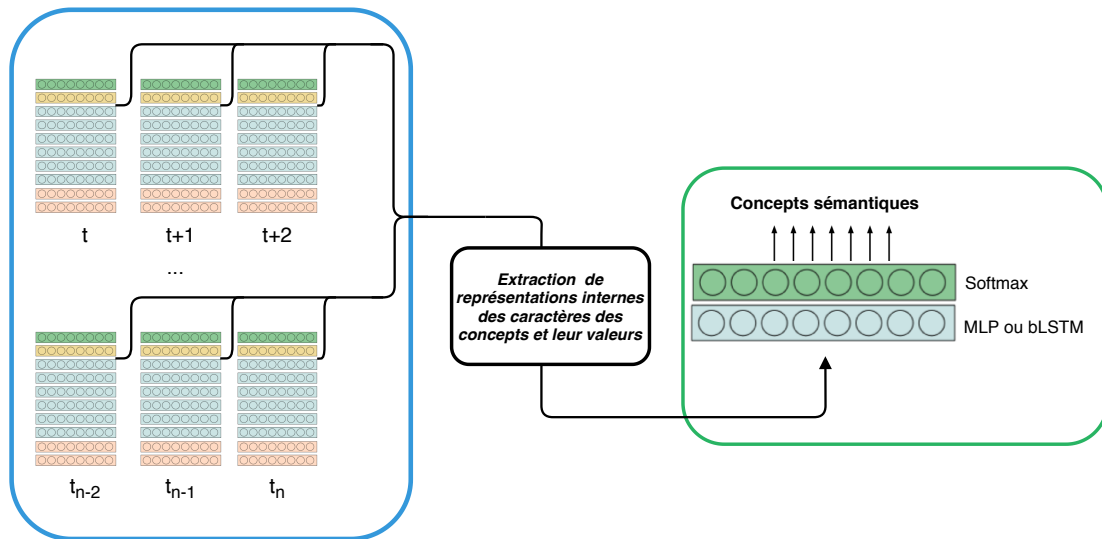 t
t+1
t+2
...
tn-2
tn-1
tn
Extraction de
représentations internes
des caractères des
concepts et leur valeurs
Concepts sémantiques
Softmax
MLP ou bLSTM